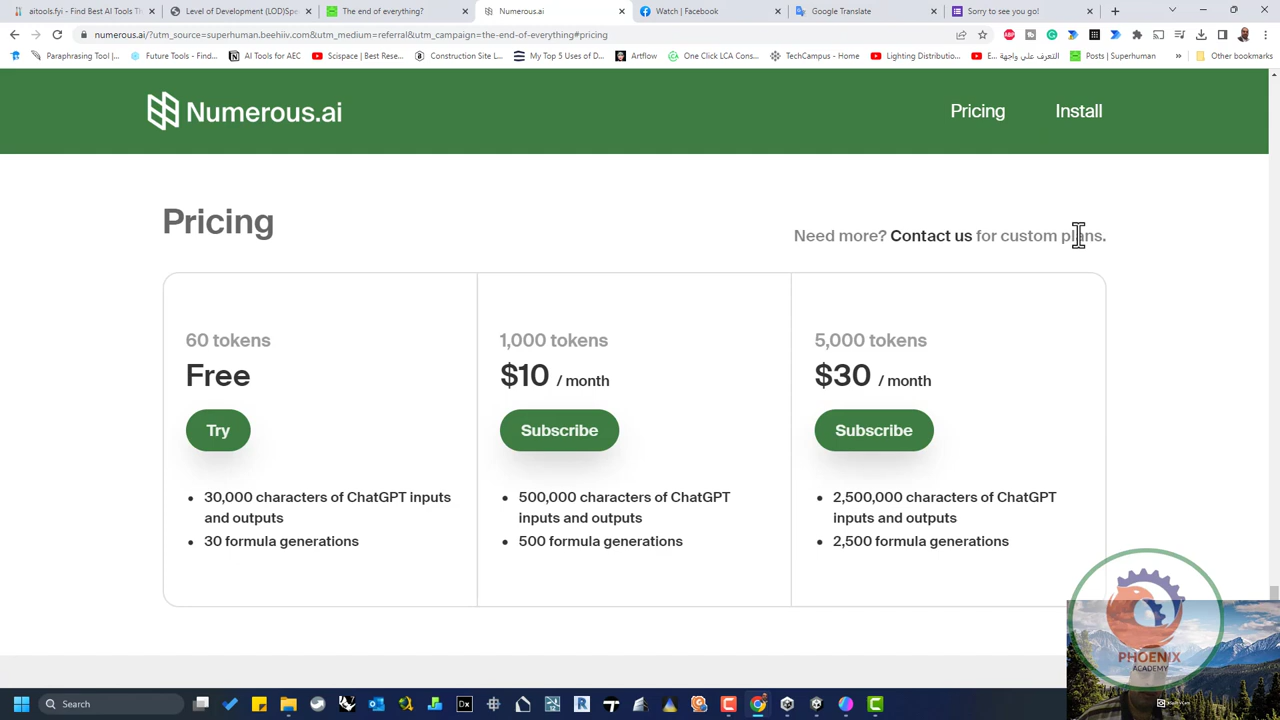 aitools.fyi - Find Best AI Tools Th
Level of Development (LOD)Spe
The end of everything?
Numerous.ai
Watch | Facebook
Google Translate
Sorry to see you go!
numerous.ai/?utm_source=superhuman.beehiiv.com&utm_medium=referral&utm_campaign=the-end-of-everything#pricing
Paraphrasing Tool |...
Future Tools - Find...
AI Tools for AEC
Scispace | Best Rese...
Construction Site L...
My Top 5 Uses of D...
Artflow
One Click LCA Cons...
TechCampus - Home
Lighting Distributio...
التعرف علي واجهة E...
Posts | Superhuman
»
Other bookmarks
Numerous.ai
Pricing
Install
Pricing
Need more? Contact us for custom plans.
60 tokens
Free
Try
• 30,000 characters of ChatGPT inputs
and outputs
• 30 formula generations
1,000 tokens
$10 / month
Subscribe
• 500,000 characters of ChatGPT
inputs and outputs
• 500 formula generations
5,000 tokens
$30 / month
Subscribe
• 2,500,000 characters of ChatGPT
inputs and outputs
• 2,500 formula generations
PHOENIX
ACADEMY
Search